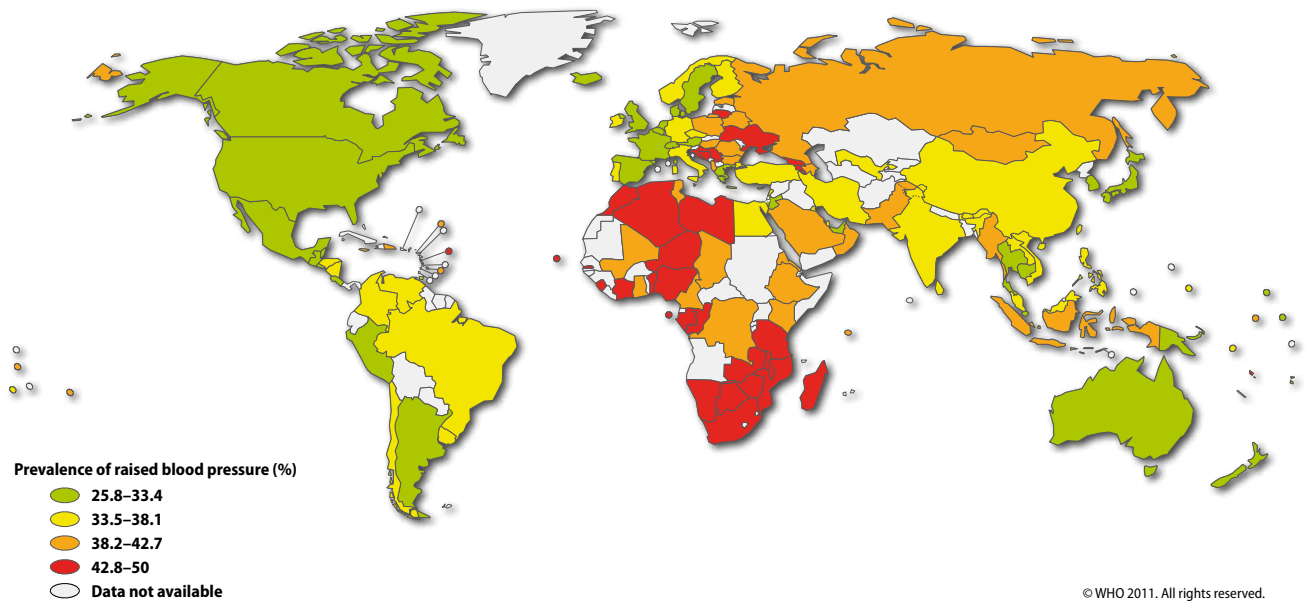 Prevalence of raised blood pressure (%)
25.8–33.4
33.5–38.1
38.2–42.7
42.8–50
Data not available
© WHO 2011. All rights reserved.